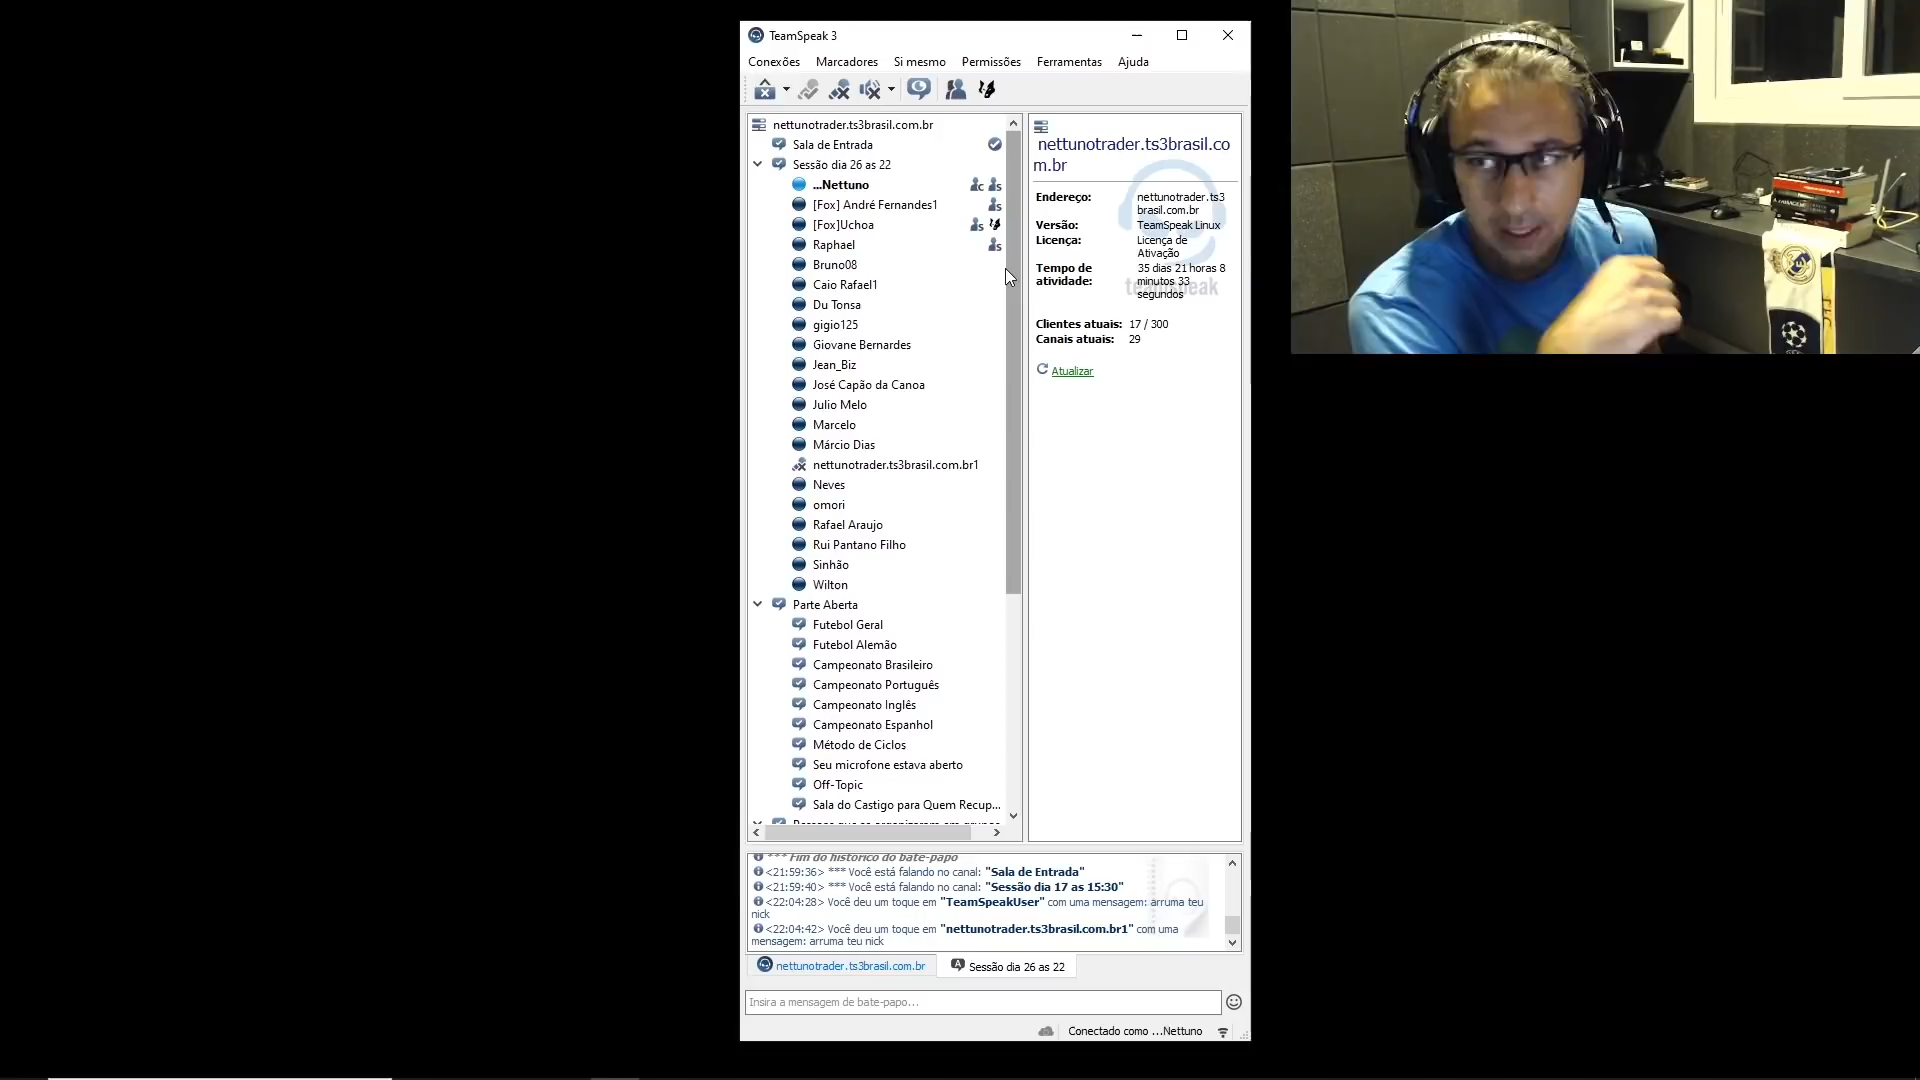 TeamSpeak 3
Conexões Marcadores Si mesmo Permissões Ferramentas Ajuda
nettunotrader.ts3brasil.com.br
Sala de Entrada
Sessão dia 26 as 22
...Nettuno
[Fox] André Fernandes1
[Fox]Uchoa
Raphael
Bruno08
Caio Rafael1
Du Tonsa
gigio125
Giovane Bernardes
Jean_Biz
José Capão da Canoa
Julio Melo
Marcelo
Márcio Dias
nettunotrader.ts3brasil.com.br1
Neves
omori
Rafael Araujo
Rui Pantano Filho
Sinhão
Wilton
Parte Aberta
Futebol Geral
Futebol Alemão
Campeonato Brasileiro
Campeonato Português
Campeonato Inglês
Campeonato Espanhol
Método de Ciclos
Seu microfone estava aberto
Off-Topic
Sala do Castigo para Quem Recup...
nettunotrader.ts3brasil.co
m.br
Endereço: nettunotrader.ts3
brasil.com.br
Versão: TeamSpeak Linux
Licença: Licença de
Ativação
Tempo de 35 dias 21 horas 8
atividade: minutos 33
segundos
teamspeak
Clientes atuais: 17 / 300
Canais atuais: 29
Atualizar
*** Fim do histórico do bate-papo
<21:59:36> *** Você está falando no canal: "Sala de Entrada"
<21:59:40> *** Você está falando no canal: "Sessão dia 17 as 15:30"
<22:04:28> Você deu um toque em "TeamSpeakUser" com uma mensagem: arruma teu
nick
<22:04:42> Você deu um toque em "nettunotrader.ts3brasil.com.br1" com uma
mensagem: arruma teu nick
nettunotrader.ts3brasil.com.br Sessão dia 26 as 22
Insira a mensagem de bate-papo...
Conectado como ...Nettuno